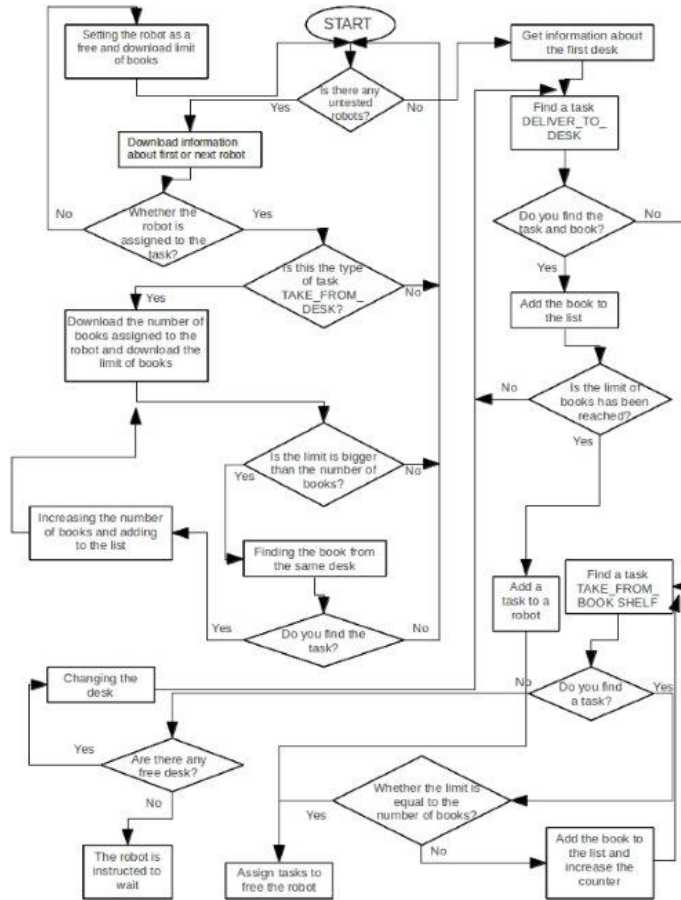 START
Setting the robot as a
free and download limit
of books
Get information about
the first desk
Is there any
untested
robots?
Yes
No
Find a task
DELIVER_TO_
DESK
Download information
about first or next robot
No
Whether the
robot is
assigned to the
task?
Yes
Do you find the
task and book?
No
Is this the type
of task
TAKE_FROM_
DESK?
Yes
No
Yes
Download the number of
books assigned to the
robot and download the
limit of books
Add the book to
the list
Is the limit of
books has been
reached?
No
Yes
Is the limit is bigger
than the number of
books?
Yes
No
Increasing the number
of books and adding
to the list
Finding the book from
the same desk
Add a
task to a
robot
Find a task
TAKE_FROM_
BOOK SHELF
Yes
Do you find the
task?
No
Changing the
desk
No
Do you find
a task?
Yes
Yes
Are there any
free desk?
No
Whether the limit is
equal to the
number of books?
Yes
No
The robot is
instructed to
wait
Assign tasks to
free the robot
Add the book to
the list and
increase the
counter